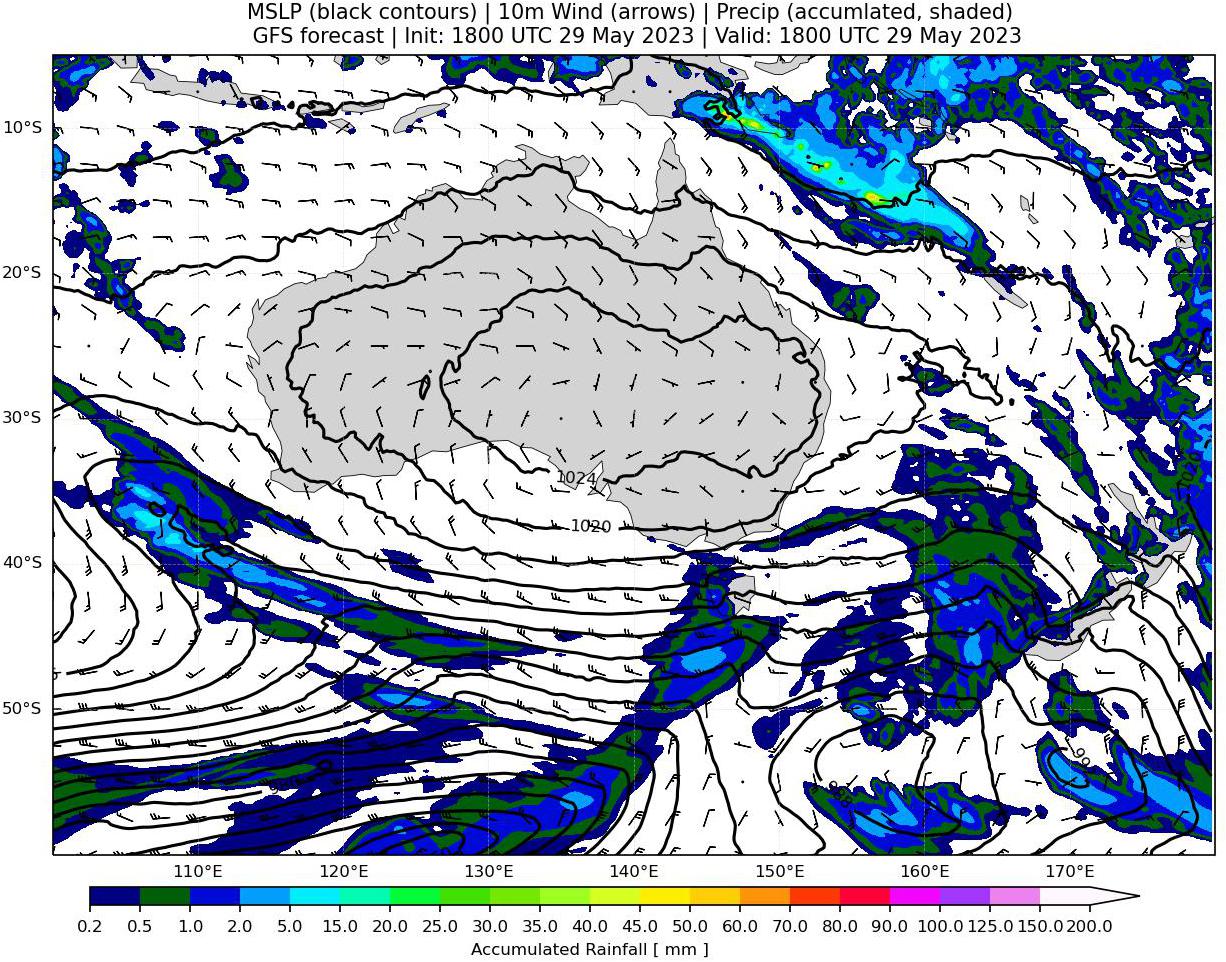 MSLP (black contours) | 10m Wind (arrows) | Precip (accumlated, shaded)
GFS forecast | Init: 1800 UTC 29 May 2023 | Valid: 1800 UTC 29 May 2023
10°S
20°S
30°S
1024
1020
40°S
50°S
110°E 120°E 130°E 140°E 150°E 160°E 170°E
0.2 0.5 1.0 2.0 5.0 10.0 15.0 20.0 25.0 30.0 35.0 40.0 45.0 50.0 60.0 70.0 80.0 90.0 100.0 125.0 150.0 200.0
Accumulated Rainfall [ mm ]